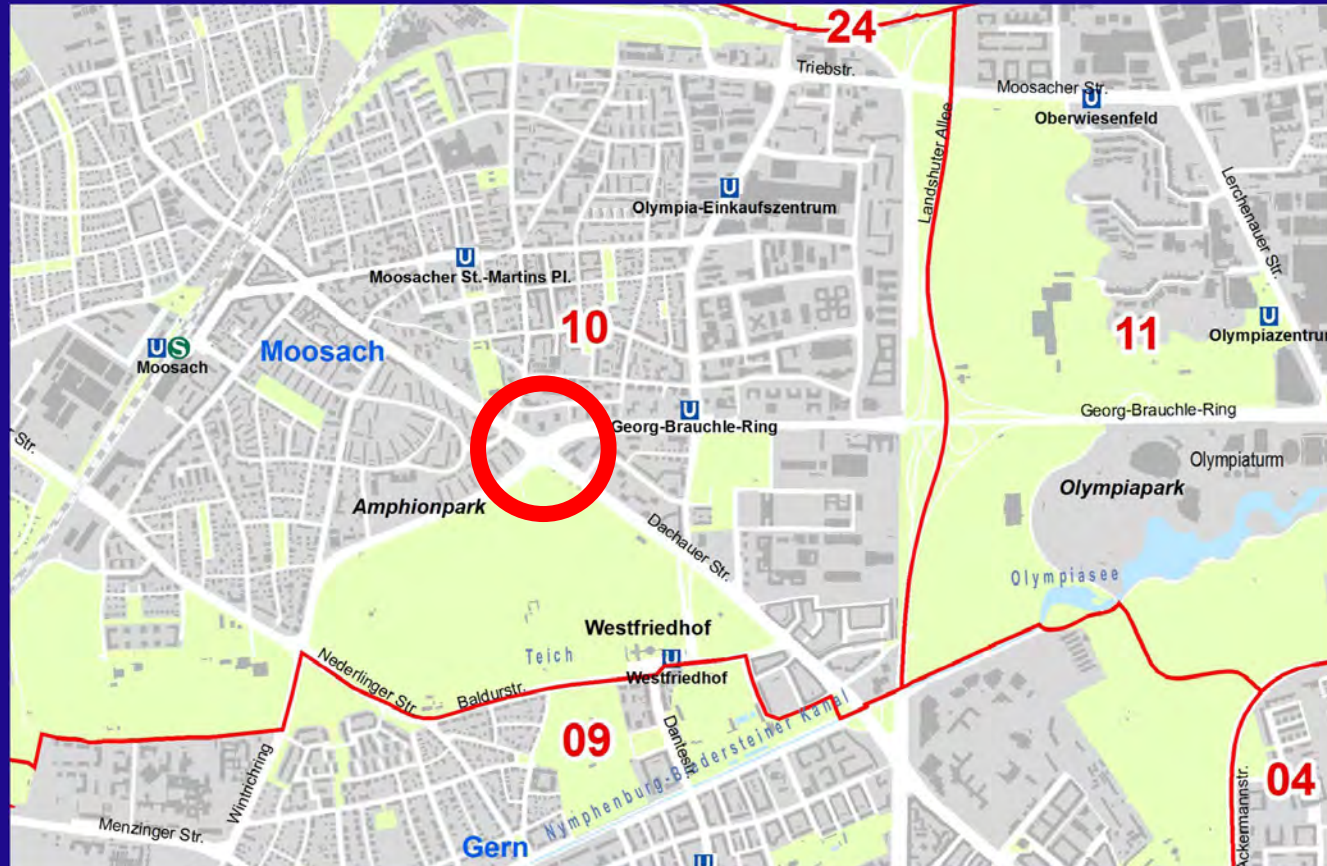 24
Triebstr.
Moosacher Str.
U
Oberwiesenfeld
Landshuter Allee
Lerchenauer Str.
U
Olympia-Einkaufszentrum
U
Moosacher St.-Martins Pl.
10
11
U
Olympiazentrum
U S
Moosach
Moosach
U
Georg-Brauchle-Ring
Georg-Brauchle-Ring
r Str.
Olympiaturm
Olympiapark
Amphionpark
Dachauer Str.
Olympiasee
Westfriedhof
Teich
U
Westfriedhof
Nederlinger Str
Baldurstr.
09
Dantestr.
Nymphenburg-Biedersteiner Kanal
Wintrichring
Menzinger Str.
Gern
U
04
Ackermannstr.